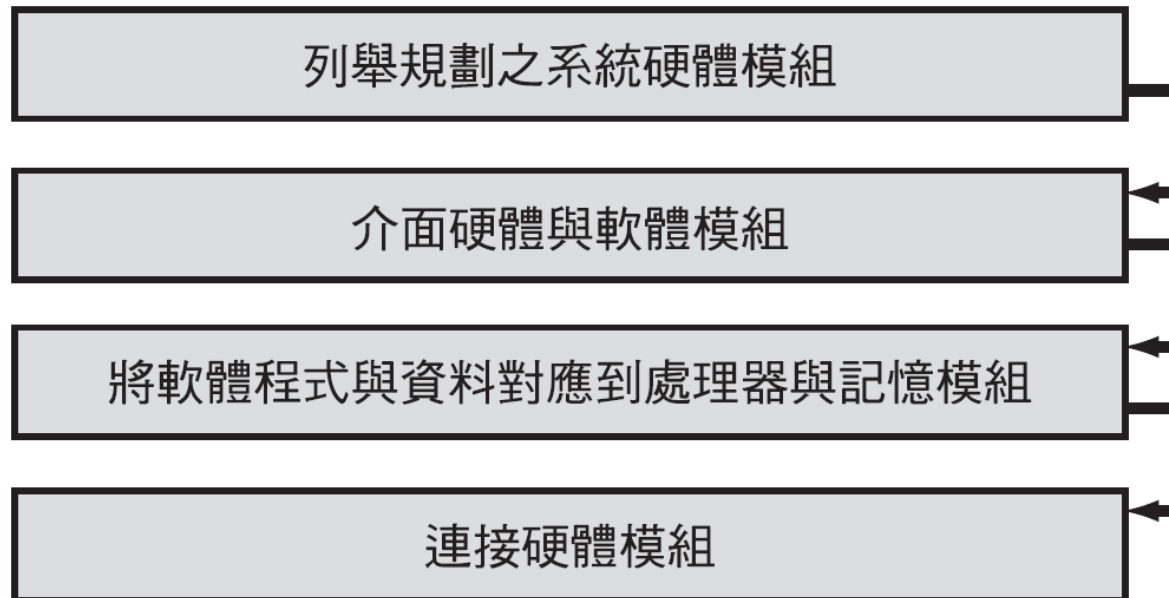 列舉規劃之系統硬體模組
介面硬體與軟體模組
將軟體程式與資料對應到處理器與記憶模組
連接硬體模組